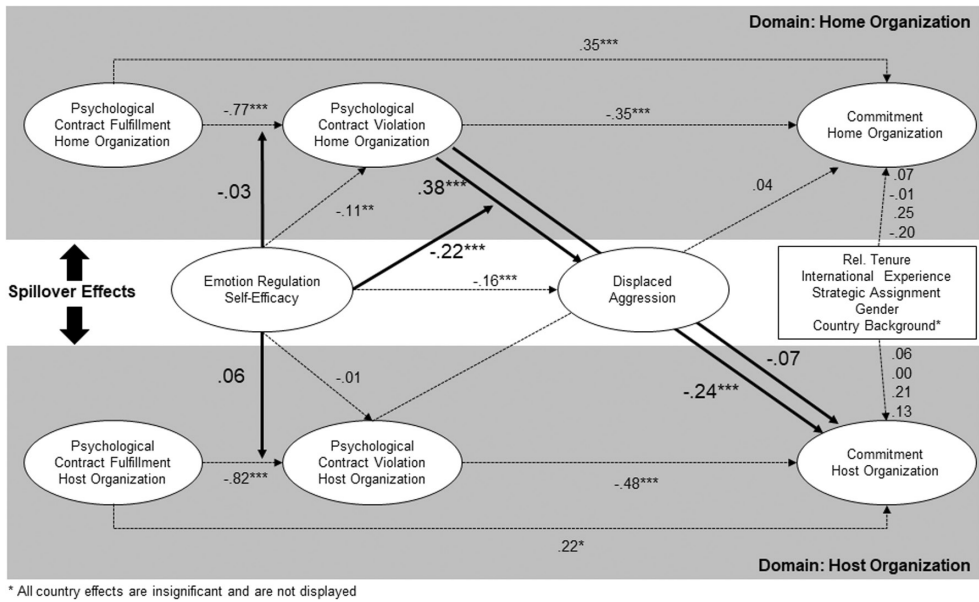 Domain: Home Organization
.35***
Psychological
Contract Fulfillment
Home Organization
-.77***
Psychological
Contract Violation
Home Organization
-.35***
Commitment
Home Organization
-.03
-.11**
.38***
.04
.07
-.01
.25
-.20
-.22***
Spillover Effects
Emotion Regulation
Self-Efficacy
-.16***
Displaced
Aggression
Rel. Tenure
International Experience
Strategic Assignment
Gender
Country Background*
.06
-.01
-.07
-.24***
.06
.00
.21
.13
Psychological
Contract Fulfillment
Host Organization
-.82***
Psychological
Contract Violation
Host Organization
-.48***
Commitment
Host Organization
.22*
Domain: Host Organization
* All country effects are insignificant and are not displayed